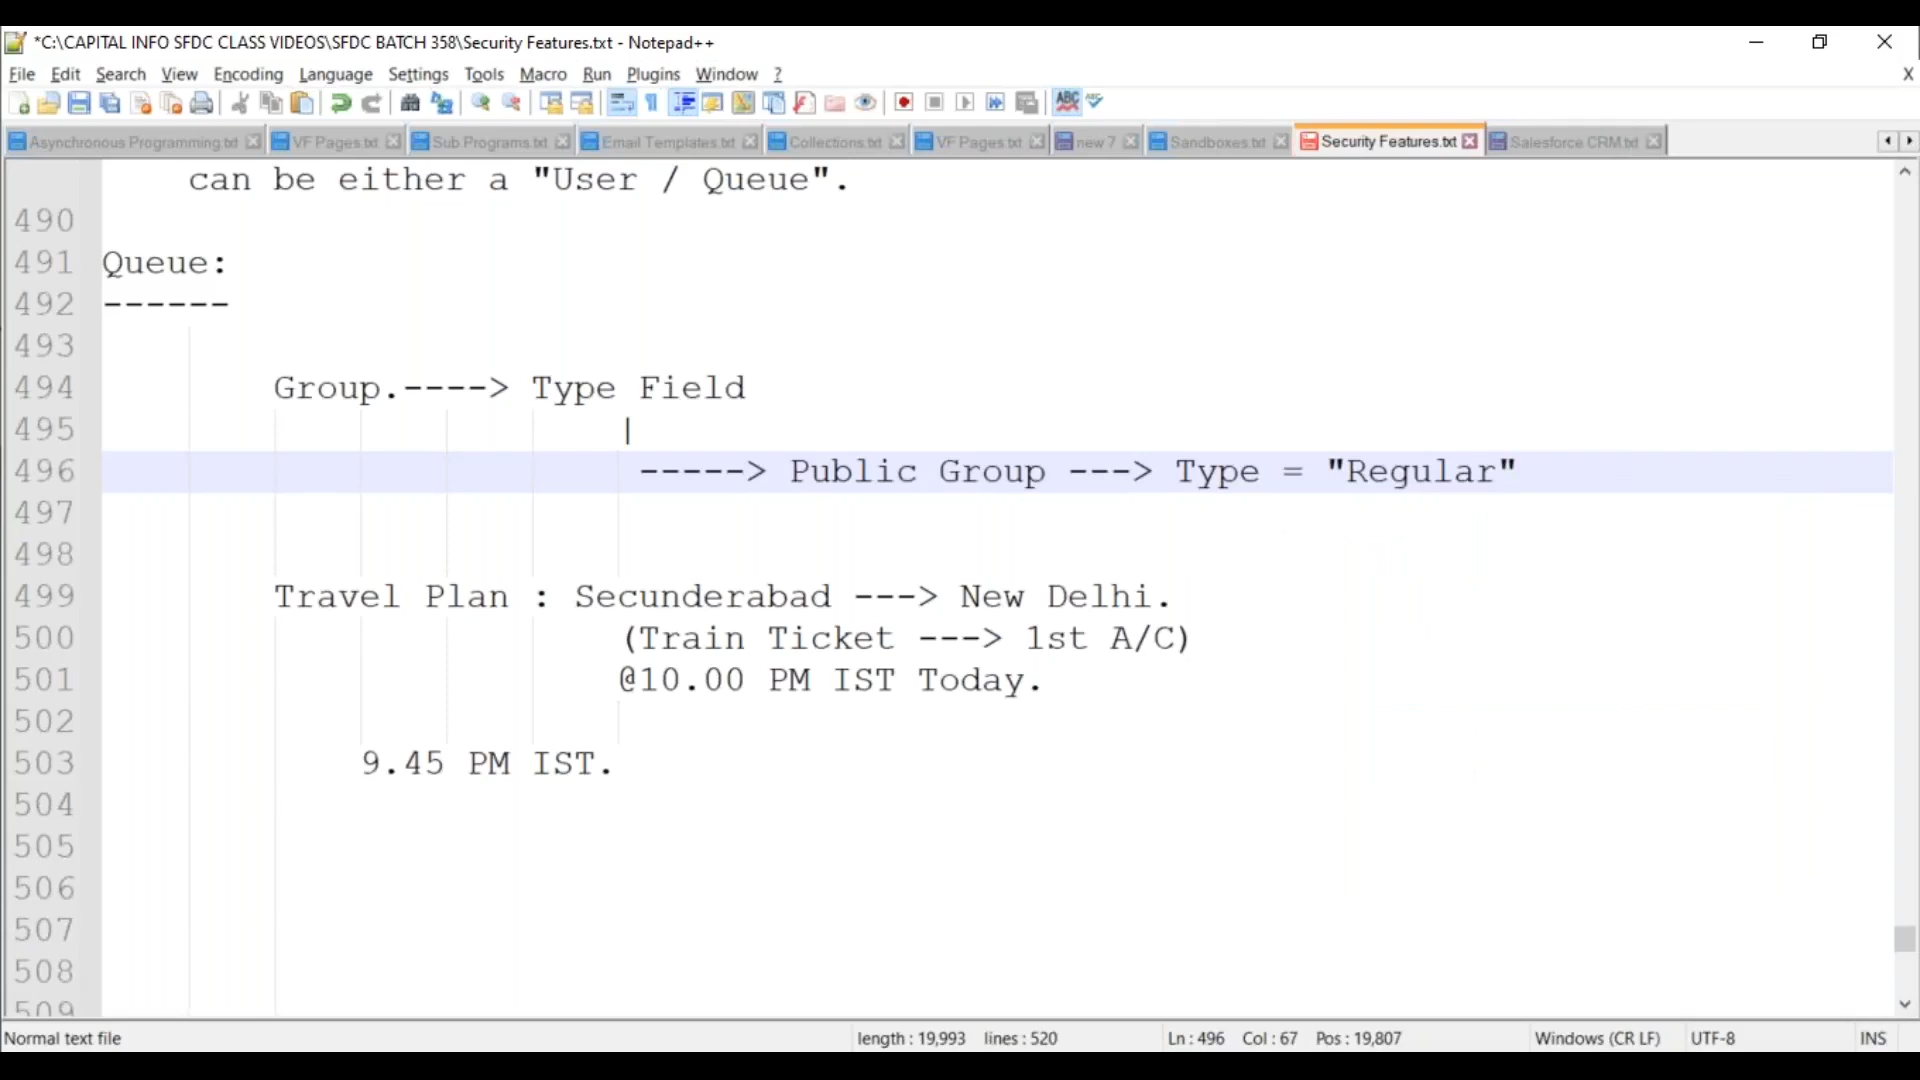 *C:\CAPITAL INFO SFDC CLASS VIDEOS\SFDC BATCH 358\Security Features.txt - Notepad++
File Edit Search View Encoding Language Settings Tools Macro Run Plugins Window ? X
Asynchronous Programming.txt VF Pages.txt Sub Programs.txt Email Templates.txt Collections.txt VF Pages.txt new 7 Sandboxes.txt Security Features.txt Salesforce CRM.txt
can be either a "User / Queue".
490
491 Queue:
492 ------
493
494 Group.----> Type Field
495 |
496 -----> Public Group ---> Type = "Regular"
497
498
499 Travel Plan : Secunderabad ---> New Delhi.
500 (Train Ticket ---> 1st A/C)
501 @10.00 PM IST Today.
502
503 9.45 PM IST.
504
505
506
507
508
509
Normal text file length : 19,993 lines : 520 Ln : 496 Col : 67 Pos : 19,807 Windows (CR LF) UTF-8 INS